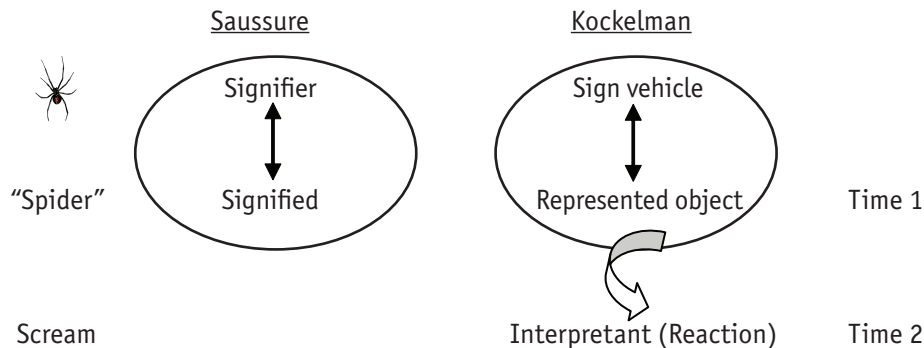 Saussure
Kockelman
Signifier
Sign vehicle
“Spider”
Signified
Represented object
Time 1
Scream
Interpretant (Reaction)
Time 2